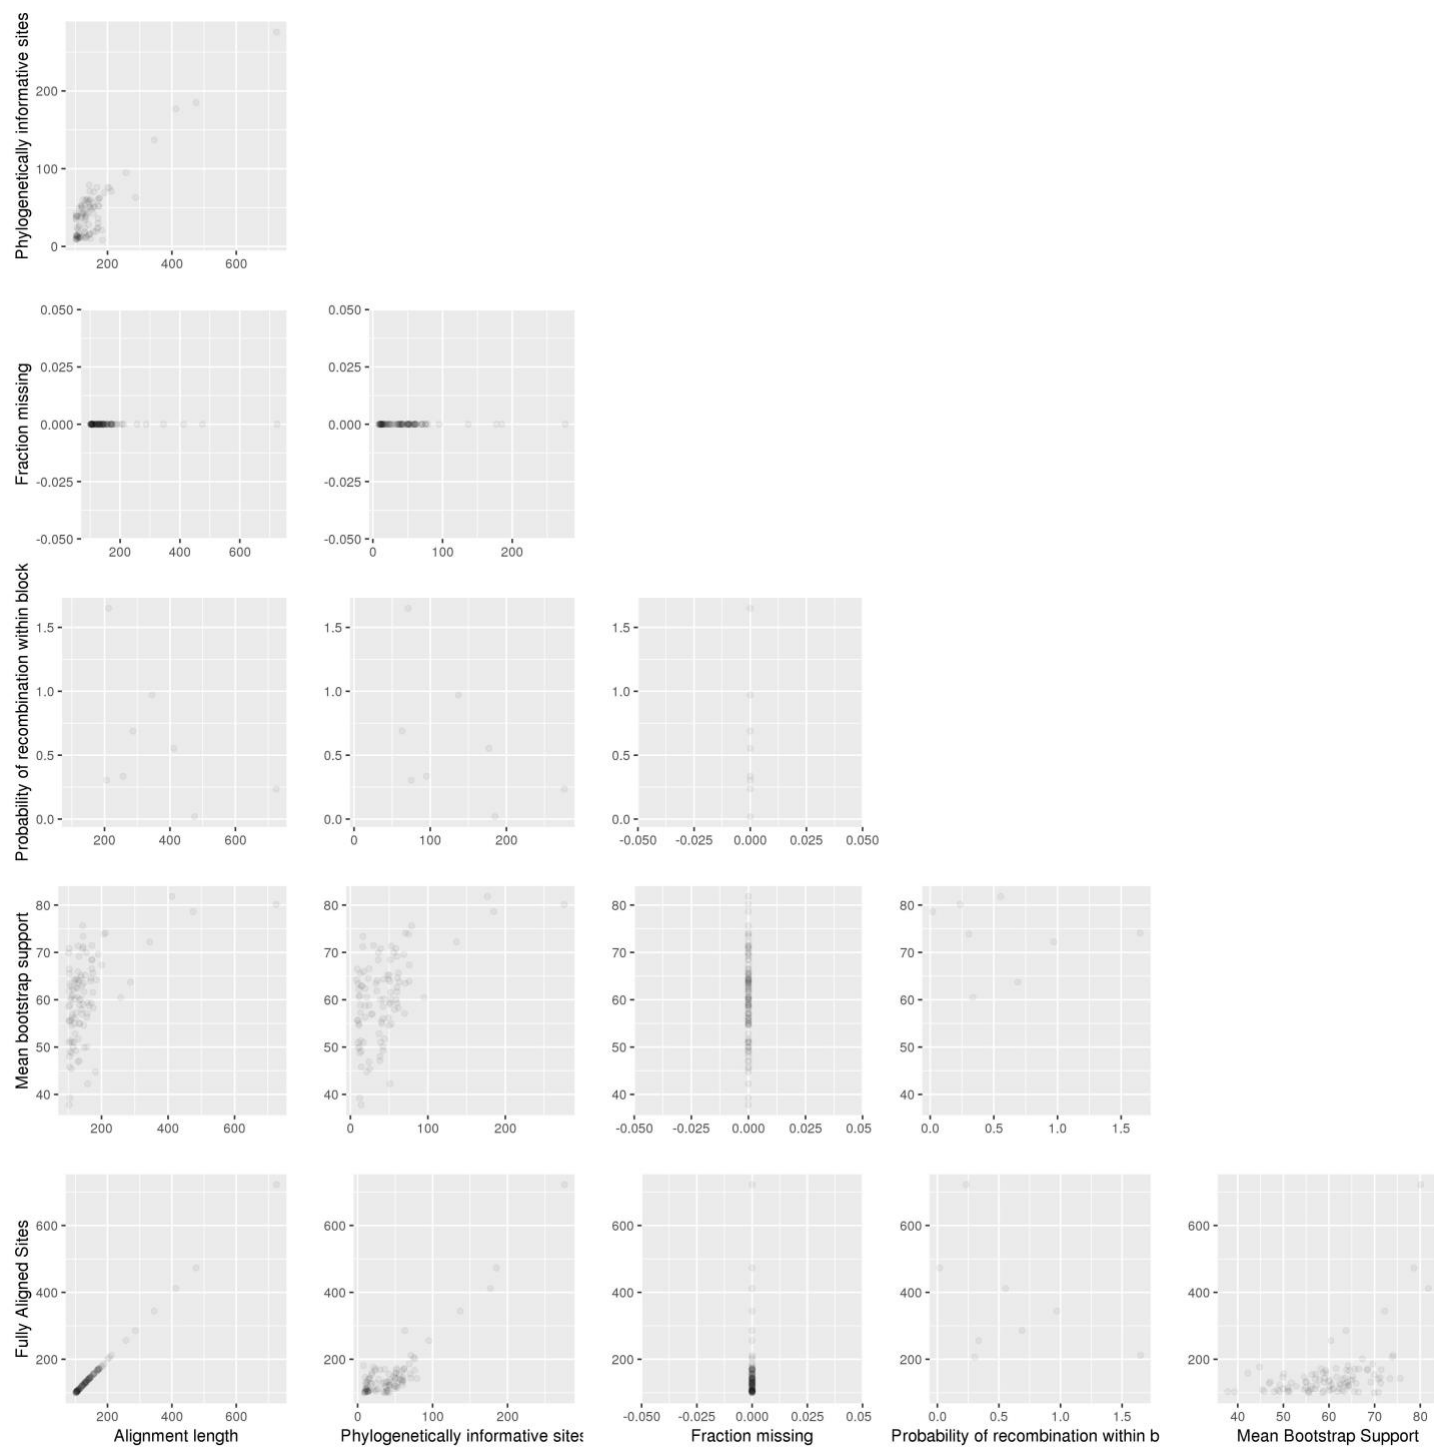 Phylogenetically informative sites
200
100
0
200 400 600
Fraction missing
0.050
0.025
0.000
-0.025
-0.050
200 400 600
0.050
0.025
0.000
-0.025
-0.050
0 100 200
Probability of recombination within block
1.5
1.0
0.5
0.0
200 400 600
1.5
1.0
0.5
0.0
0 100 200
1.5
1.0
0.5
0.0
-0.050 -0.025 0.000 0.025 0.050
Mean bootstrap support
80
70
60
50
40
200 400 600
80
70
60
50
40
0 100 200
80
70
60
50
40
-0.050 -0.025 0.000 0.025 0.05
80
70
60
50
40
0.0 0.5 1.0 1.5
Fully Aligned Sites
600
400
200
200 400 600
Alignment length
600
400
200
0 100 200
Phylogenetically informative sites
600
400
200
-0.050 -0.025 0.000 0.025 0.05
Fraction missing
600
400
200
0.0 0.5 1.0 1.5
Probability of recombination within b
600
400
200
40 50 60 70 80
Mean Bootstrap Support